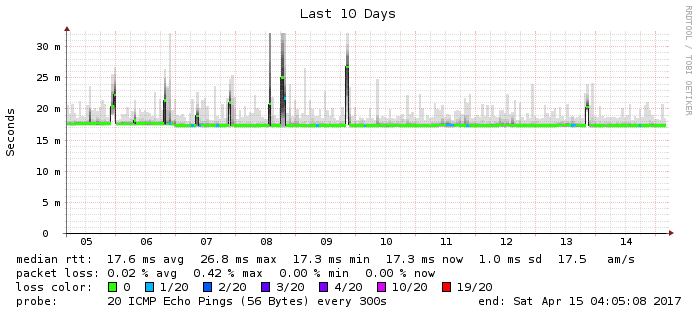 Last 10 Days
RRDTOOL / TOBI OETIKER
Seconds
30 m
25 m
20 m
15 m
10 m
5 m
0
05 06 07 08 09 10 11 12 13 14
median rtt: 17.6 ms avg 26.8 ms max 17.3 ms min 17.3 ms now 1.0 ms sd 17.5 am/s
packet loss: 0.02 % avg 0.42 % max 0.00 % min 0.00 % now
loss color: 0 1/20 2/20 3/20 4/20 10/20 19/20
probe: 20 ICMP Echo Pings (56 Bytes) every 300s end: Sat Apr 15 04:05:08 2017